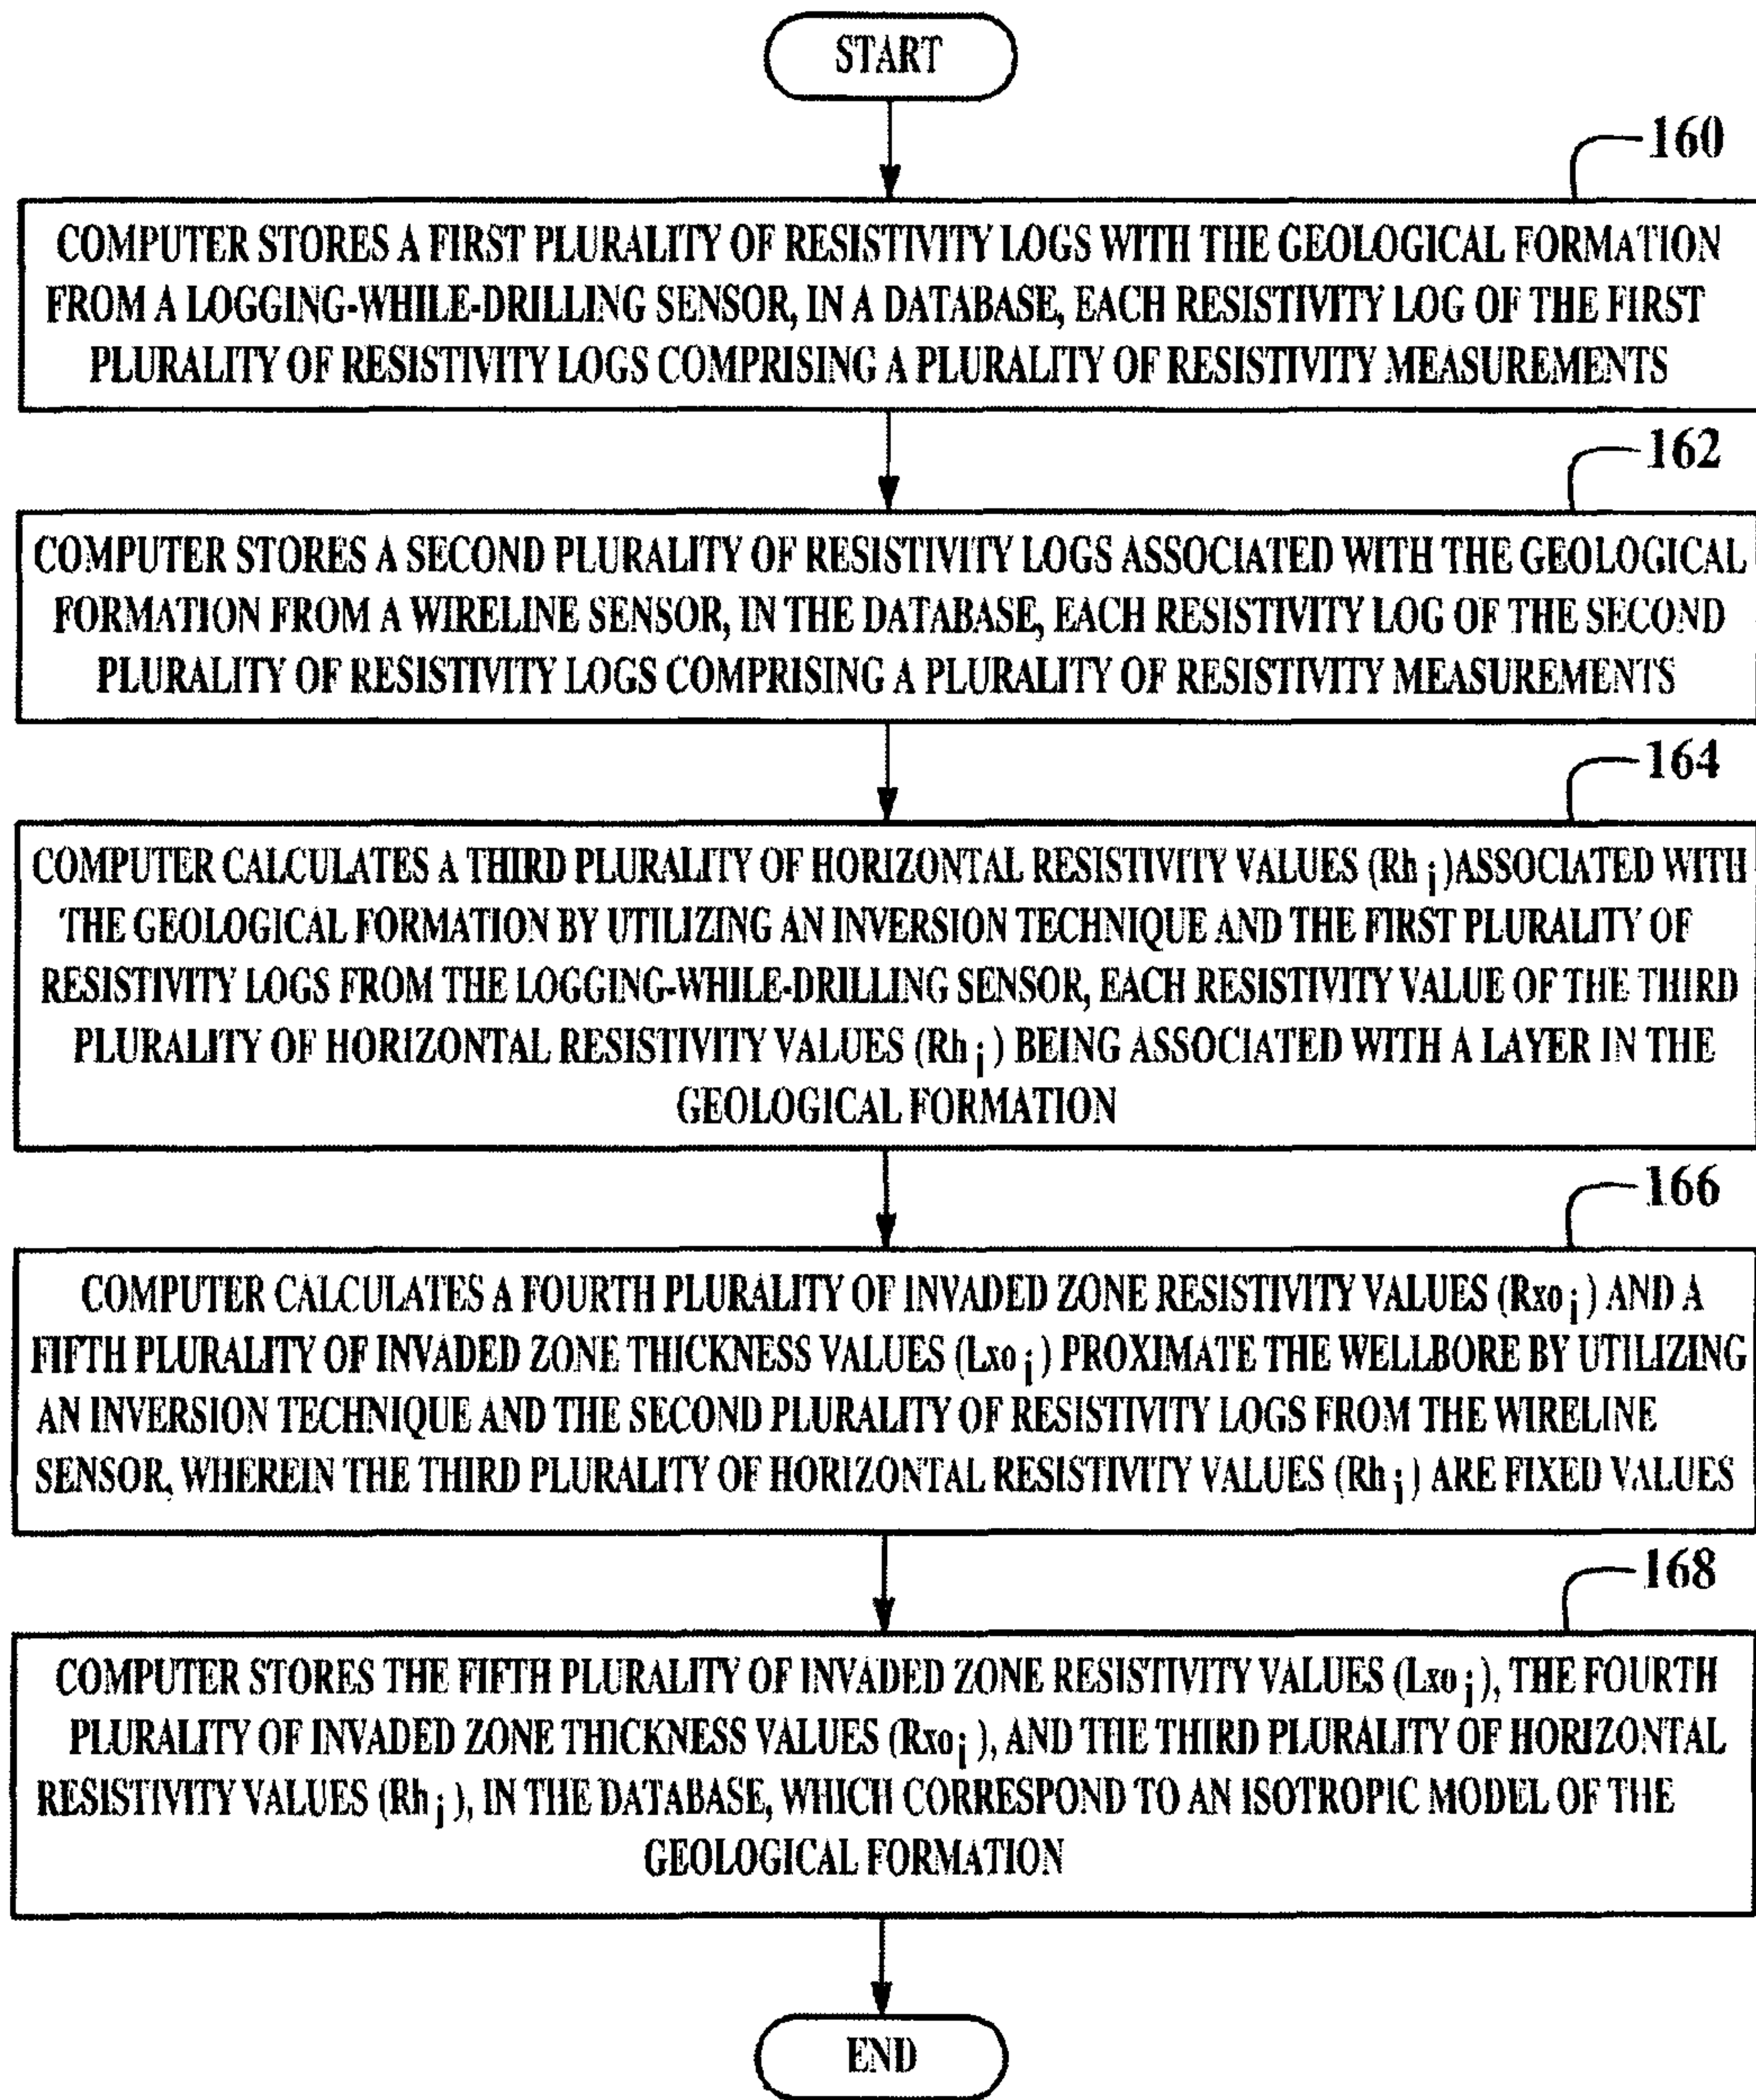 START
160
COMPUTER STORES A FIRST PLURALITY OF RESISTIVITY LOGS WITH THE GEOLOGICAL FORMATION
FROM A LOGGING-WHILE-DRILLING SENSOR, IN A DATABASE, EACH RESISTIVITY LOG OF THE FIRST
PLURALITY OF RESISTIVITY LOGS COMPRISING A PLURALITY OF RESISTIVITY MEASUREMENTS
162
COMPUTER STORES A SECOND PLURALITY OF RESISTIVITY LOGS ASSOCIATED WITH THE GEOLOGICAL
FORMATION FROM A WIRELINE SENSOR, IN THE DATABASE, EACH RESISTIVITY LOG OF THE SECOND
PLURALITY OF RESISTIVITY LOGS COMPRISING A PLURALITY OF RESISTIVITY MEASUREMENTS
164
COMPUTER CALCULATES A THIRD PLURALITY OF HORIZONTAL RESISTIVITY VALUES (Rh i)ASSOCIATED WITH
THE GEOLOGICAL FORMATION BY UTILIZING AN INVERSION TECHNIQUE AND THE FIRST PLURALITY OF
RESISTIVITY LOGS FROM THE LOGGING-WHILE-DRILLING SENSOR, EACH RESISTIVITY VALUE OF THE THIRD
PLURALITY OF HORIZONTAL RESISTIVITY VALUES (Rh i) BEING ASSOCIATED WITH A LAYER IN THE
GEOLOGICAL FORMATION
166
COMPUTER CALCULATES A FOURTH PLURALITY OF INVADED ZONE RESISTIVITY VALUES (Rxo i) AND A
FIFTH PLURALITY OF INVADED ZONE THICKNESS VALUES (Lxo i) PROXIMATE THE WELLBORE BY UTILIZING
AN INVERSION TECHNIQUE AND THE SECOND PLURALITY OF RESISTIVITY LOGS FROM THE WIRELINE
SENSOR, WHEREIN THE THIRD PLURALITY OF HORIZONTAL RESISTIVITY VALUES (Rh i) ARE FIXED VALUES
168
COMPUTER STORES THE FIFTH PLURALITY OF INVADED ZONE RESISTIVITY VALUES (Lxo i), THE FOURTH
PLURALITY OF INVADED ZONE THICKNESS VALUES (Rxo i), AND THE THIRD PLURALITY OF HORIZONTAL
RESISTIVITY VALUES (Rh i), IN THE DATABASE, WHICH CORRESPOND TO AN ISOTROPIC MODEL OF THE
GEOLOGICAL FORMATION
END